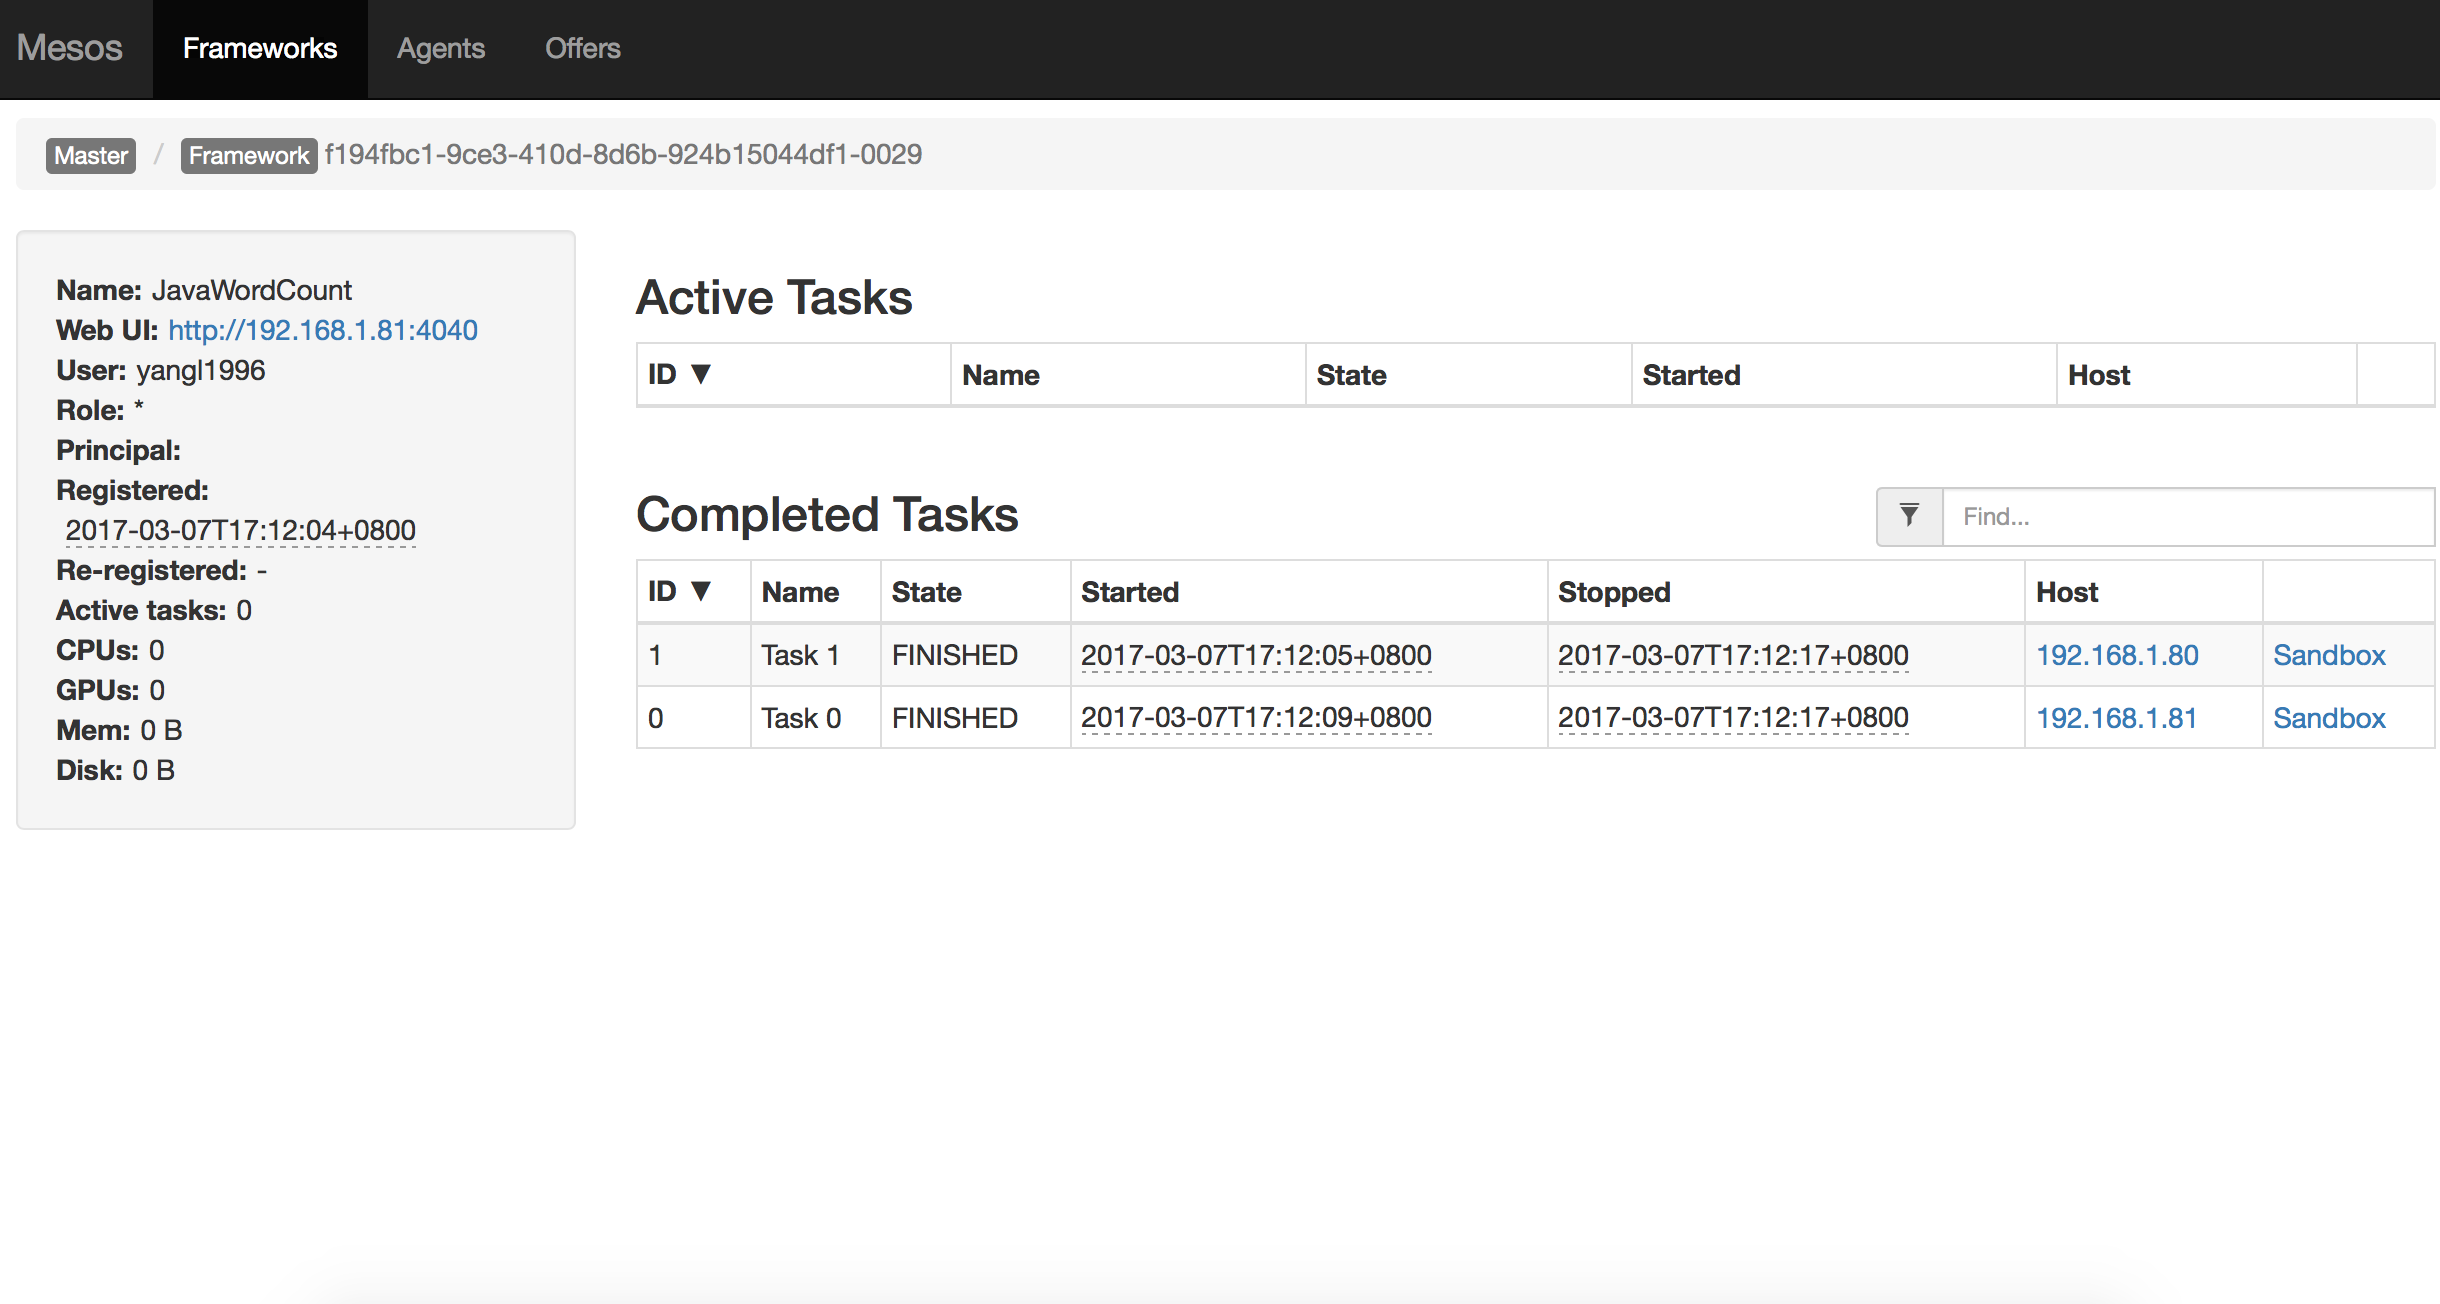 Mesos Frameworks Agents Offers
Master / Framework f194fbc1-9ce3-410d-8d6b-924b15044df1-0029
Name: JavaWordCount
Web UI: http://192.168.1.81:4040
User: yangl1996
Role: *
Principal:
Registered:
2017-03-07T17:12:04+0800
Re-registered: -
Active tasks: 0
CPUs: 0
GPUs: 0
Mem: 0 B
Disk: 0 B
Active Tasks
ID ▼ Name State Started Host
Completed Tasks
Find...
ID ▼ Name State Started Stopped Host
1 Task 1 FINISHED 2017-03-07T17:12:05+0800 2017-03-07T17:12:17+0800 192.168.1.80 Sandbox
0 Task 0 FINISHED 2017-03-07T17:12:09+0800 2017-03-07T17:12:17+0800 192.168.1.81 Sandbox